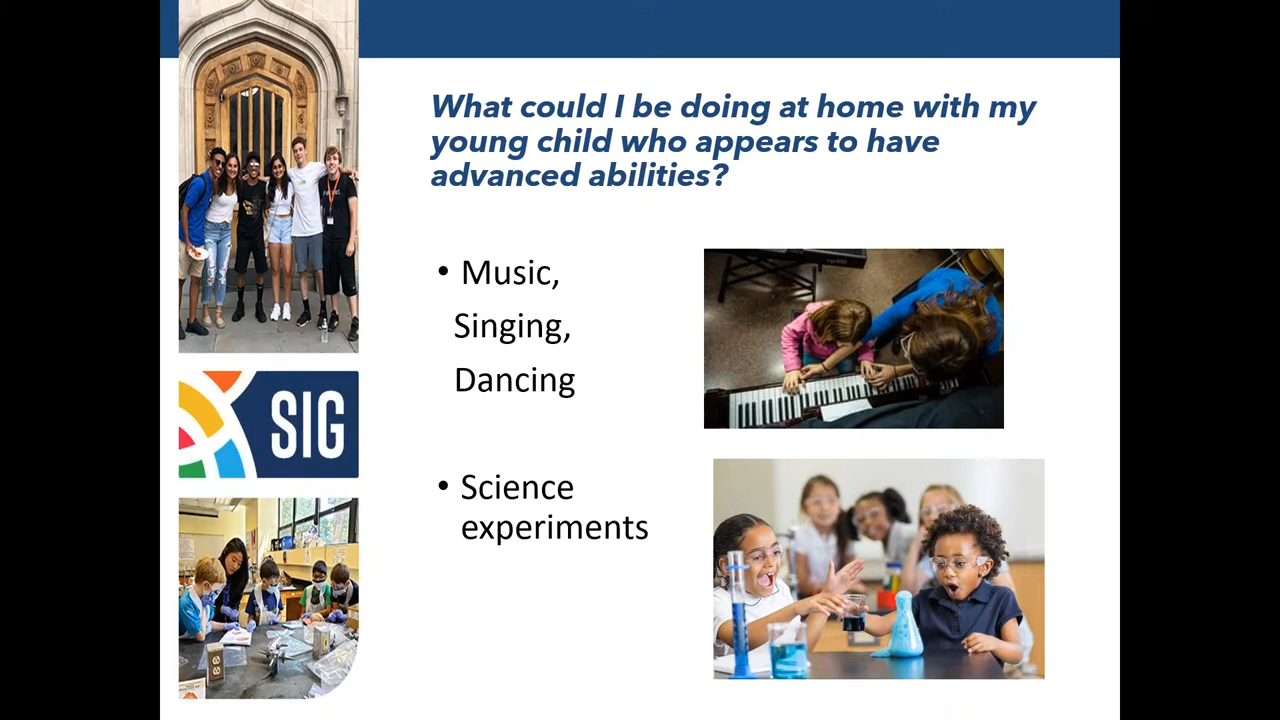 What could I be doing at home with my
young child who appears to have
advanced abilities?
• Music,
Singing,
Dancing
• Science
experiments
SIG